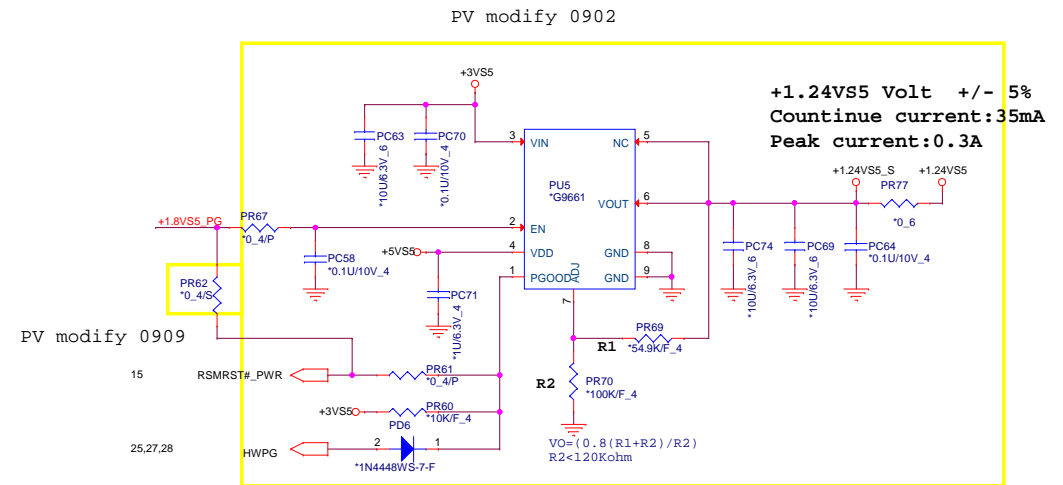 PV modify 0902
+3VS5
+1.24VS5 Volt +/- 5%
Countinue current:35mA
Peak current:0.3A
PC63
*10U/6.3V_6
PC70
*0.1U/10V_4
3
VIN
NC
5
PU5
*G9661
VOUT
6
+1.24VS5_S
+1.24VS5
PR77
*0_6
+1.8VS5_PG
PR67
*0_4/P
2
EN
PC58
*0.1U/10V_4
+5VS5
4
VDD
GND
8
1
PGOOD
ADJ
GND
9
7
PC74
*10U/6.3V_6
PC69
*10U/6.3V_6
PC64
*0.1U/10V_4
PR62
*0_4/S
PC71
*1U/6.3V_4
PV modify 0909
R1
PR69
*54.9K/F_4
15
RSMRST#_PWR
PR61
*0_4/P
R2
PR70
*100K/F_4
+3VS5
PR60
*10K/F_4
PD6
25,27,28
HWPG
2
1
*1N4448WS-7-F
VO=(0.8(R1+R2)/R2)
R2<120Kohm